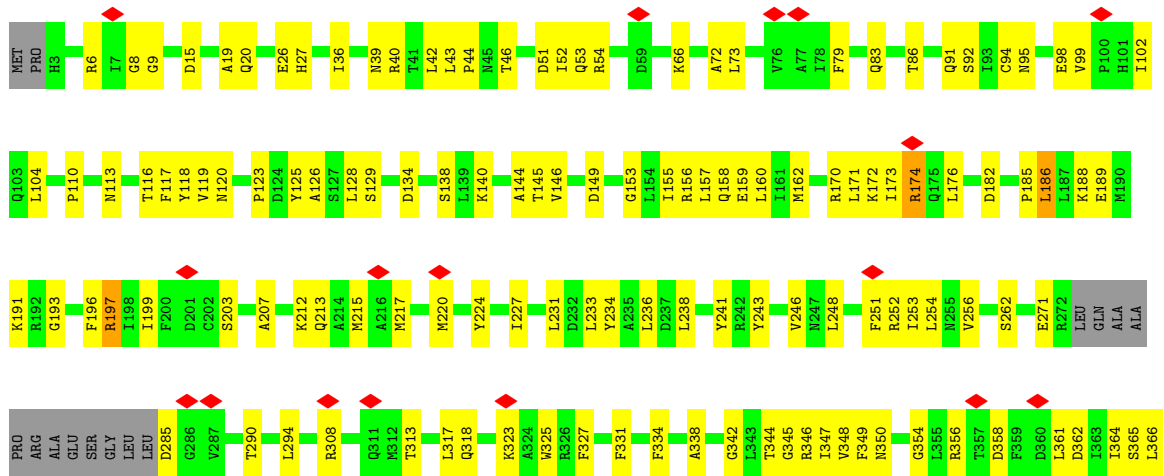 MET PRO H3 R6 I7 G8 G9 D15 A19 Q20 E26 H27 I36 N39 R40 T41 L42 L43 P44 N45 T46 D51 I52 Q53 R54 D59 K66 A72 L73 V76 A77 I78 F79 Q83 T86 Q91 S92 I93 C94 N95 E98 V99 P100 H101 I102
Q103 L104 P110 N113 T116 F117 Y118 V119 N120 P123 D124 Y125 A126 S127 L128 S129 D134 S138 L139 K140 A144 T145 V146 D149 G153 L154 I155 R156 L157 Q158 E159 L160 I161 M162 R170 L171 K172 I173 R174 Q175 L176 D182 P185 L186 L187 K188 E189 M190
K191 R192 G193 F196 R197 I198 I199 F200 D201 C202 S203 A207 K212 Q213 A214 M215 A216 M217 M220 Y224 I227 L231 D232 L233 Y234 A235 L236 D237 L238 Y241 R242 Y243 V246 N247 L248 F251 R252 I253 L254 N255 V256 S262 E271 R272 LEU GLN ALA ALA
PRO ARG ALA GLU SER GLY LEU LEU D285 G286 V287 T290 L294 R308 Q311 M312 T313 L317 Q318 K323 A324 W325 R326 F327 F331 F334 A338 G342 L343 T344 G345 R346 I347 V348 F349 N350 G354 L355 R356 T357 D358 F359 D360 L361 D362 I363 I364 S365 L366